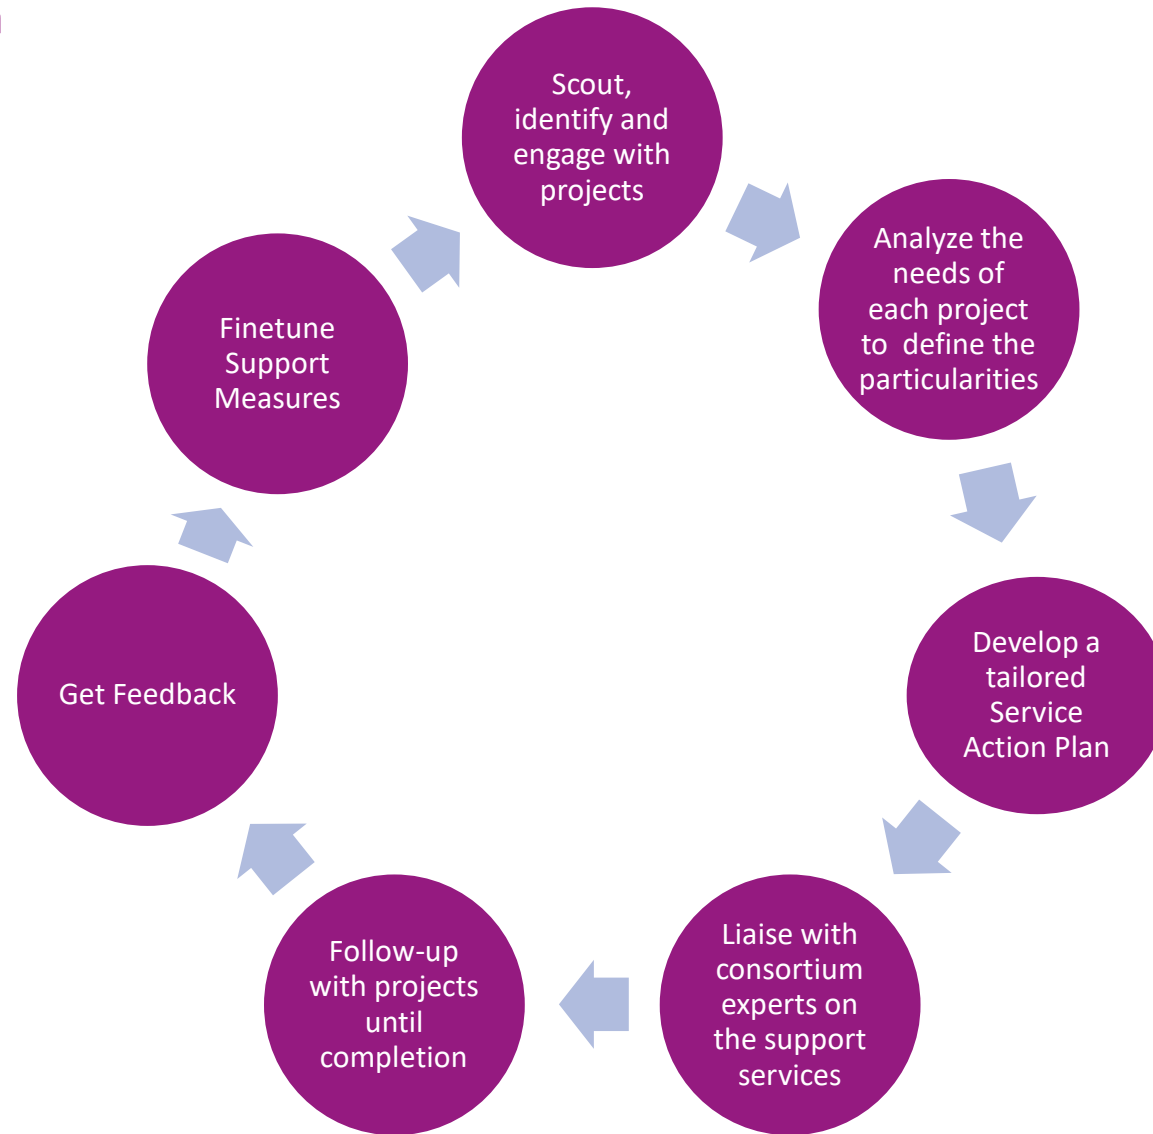 Scout,
identify and
engage with
projects
Analyze the
needs of
each project
to  define the
particularities
Develop a
tailored
Service
Action Plan
Liaise with
consortium
experts on
the support
services
Follow-up
with projects
until
completion
Get Feedback
Finetune
Support
Measures